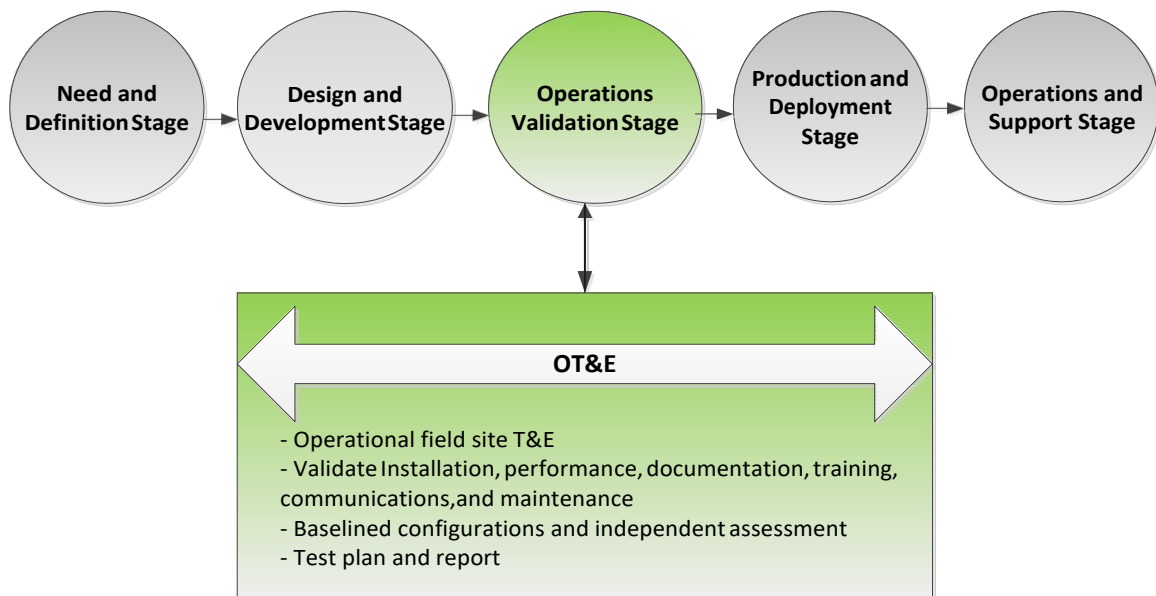 Need and
Definition Stage
Design and
Development Stage
Operations
Validation Stage
Production and
Deployment
Stage
Operations and
Support Stage
OT&E
- Operational field site T&E
- Validate Installation, performance, documentation, training,
communications,and maintenance
- Baselined configurations and independent assessment
- Test plan and report